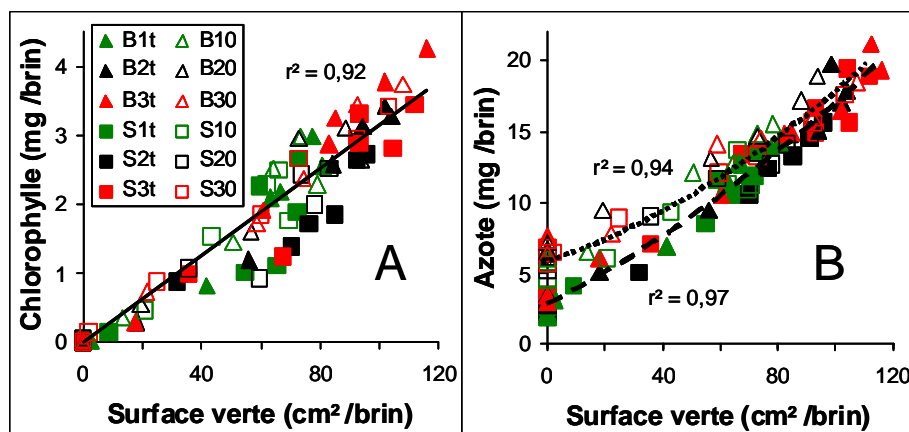 Chlorophylle (mg /brin)
4
3
2
1
0
B1t B10
B2t B20
B3t B30
S1t S10
S2t S20
S3t S30
r² = 0,92
A
0 40 80 120
Surface verte (cm² /brin)
Azote (mg /brin)
20
15
10
5
0
r² = 0,94
r² = 0,97
B
0 40 80 120
Surface verte (cm² /brin)